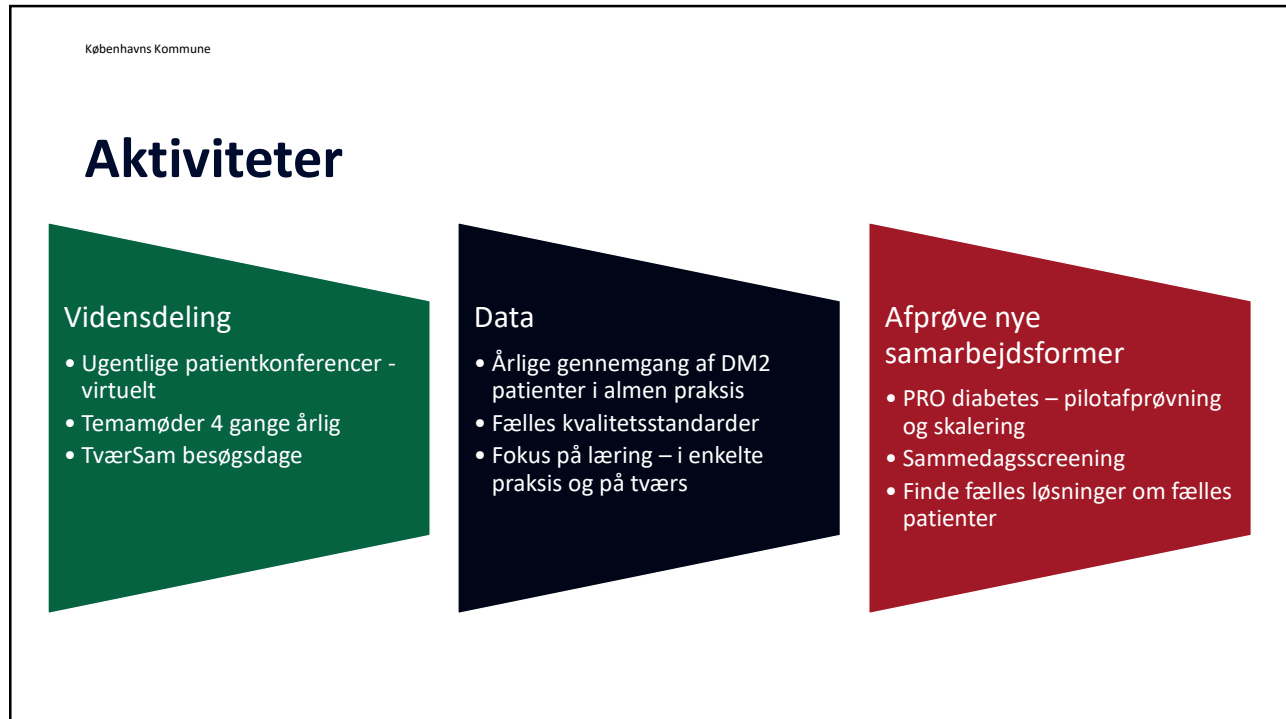 Københavns Kommune
Aktiviteter
Vidensdeling
• Ugentlige patientkonferencer -
virtuelt
• Temamøder 4 gange årlig
• TværSam besøgsdage
Data
• Årlige gennemgang af DM2
patienter i almen praksis
• Fælles kvalitetsstandarder
• Fokus på læring – i enkelte
praksis og på tværs
Afprøve nye
samarbejdsformer
• PRO diabetes – pilotafprøvning
og skalering
• Sammedagsscreening
• Finde fælles løsninger om fælles
patienter